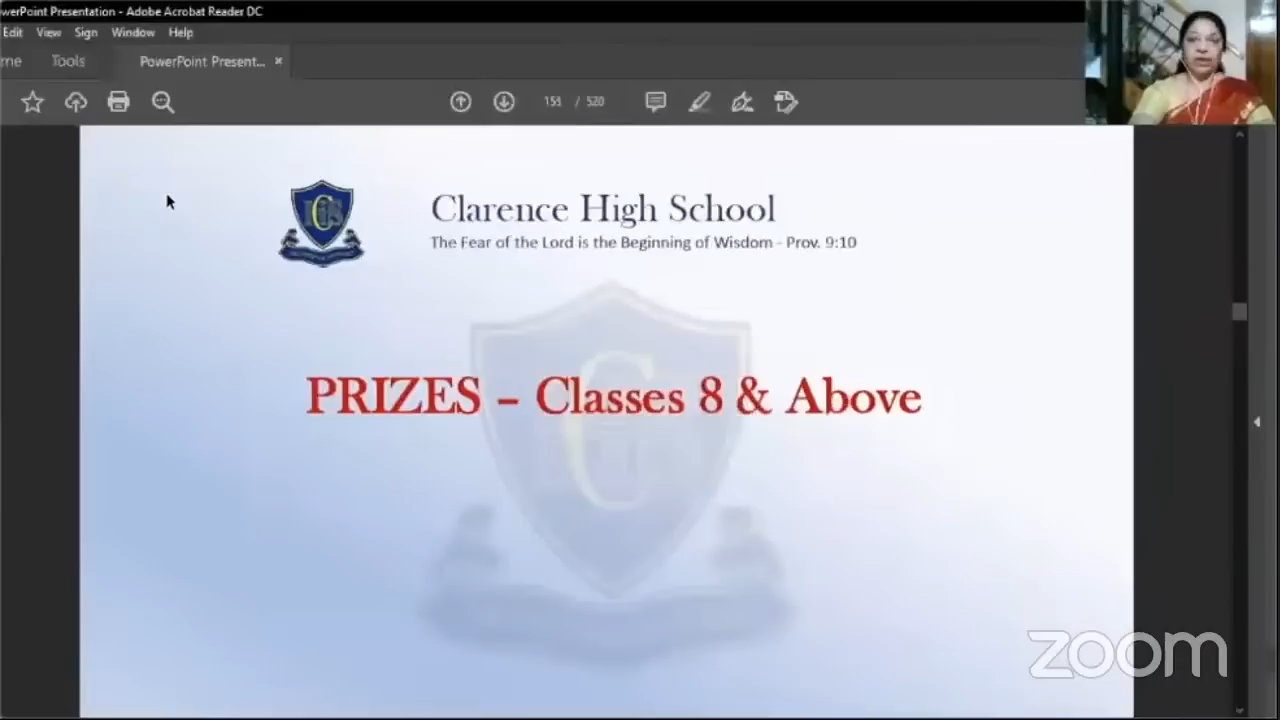 werPoint Presentation - Adobe Acrobat Reader DC
Edit View Sign Window Help
me Tools PowerPoint Present... ×
151 / 520
Clarence High School
The Fear of the Lord is the Beginning of Wisdom - Prov. 9:10
PRIZES – Classes 8 & Above
zoom